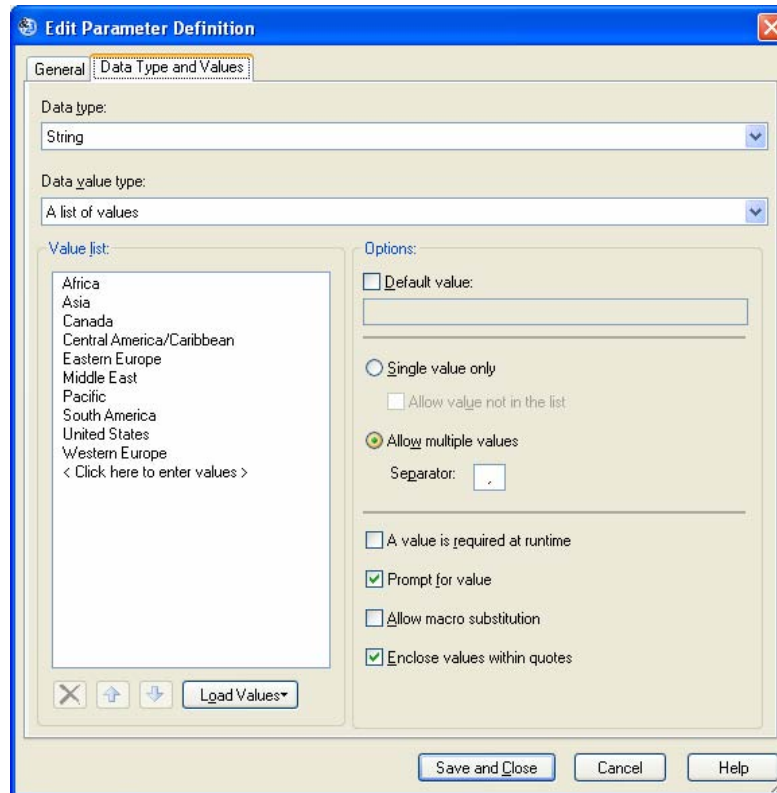 Edit Parameter Definition
General
Data Type and Values
Data type:
String
Data value type:
A list of values
Value list:
Africa
Asia
Canada
Central America/Caribbean
Eastern Europe
Middle East
Pacific
South America
United States
Western Europe
< Click here to enter values >
Load Values
Options:
Default value:
Single value only
Allow value not in the list
Allow multiple values
Separator: ,
A value is required at runtime
Prompt for value
Allow macro substitution
Enclose values within quotes
Save and Close
Cancel
Help